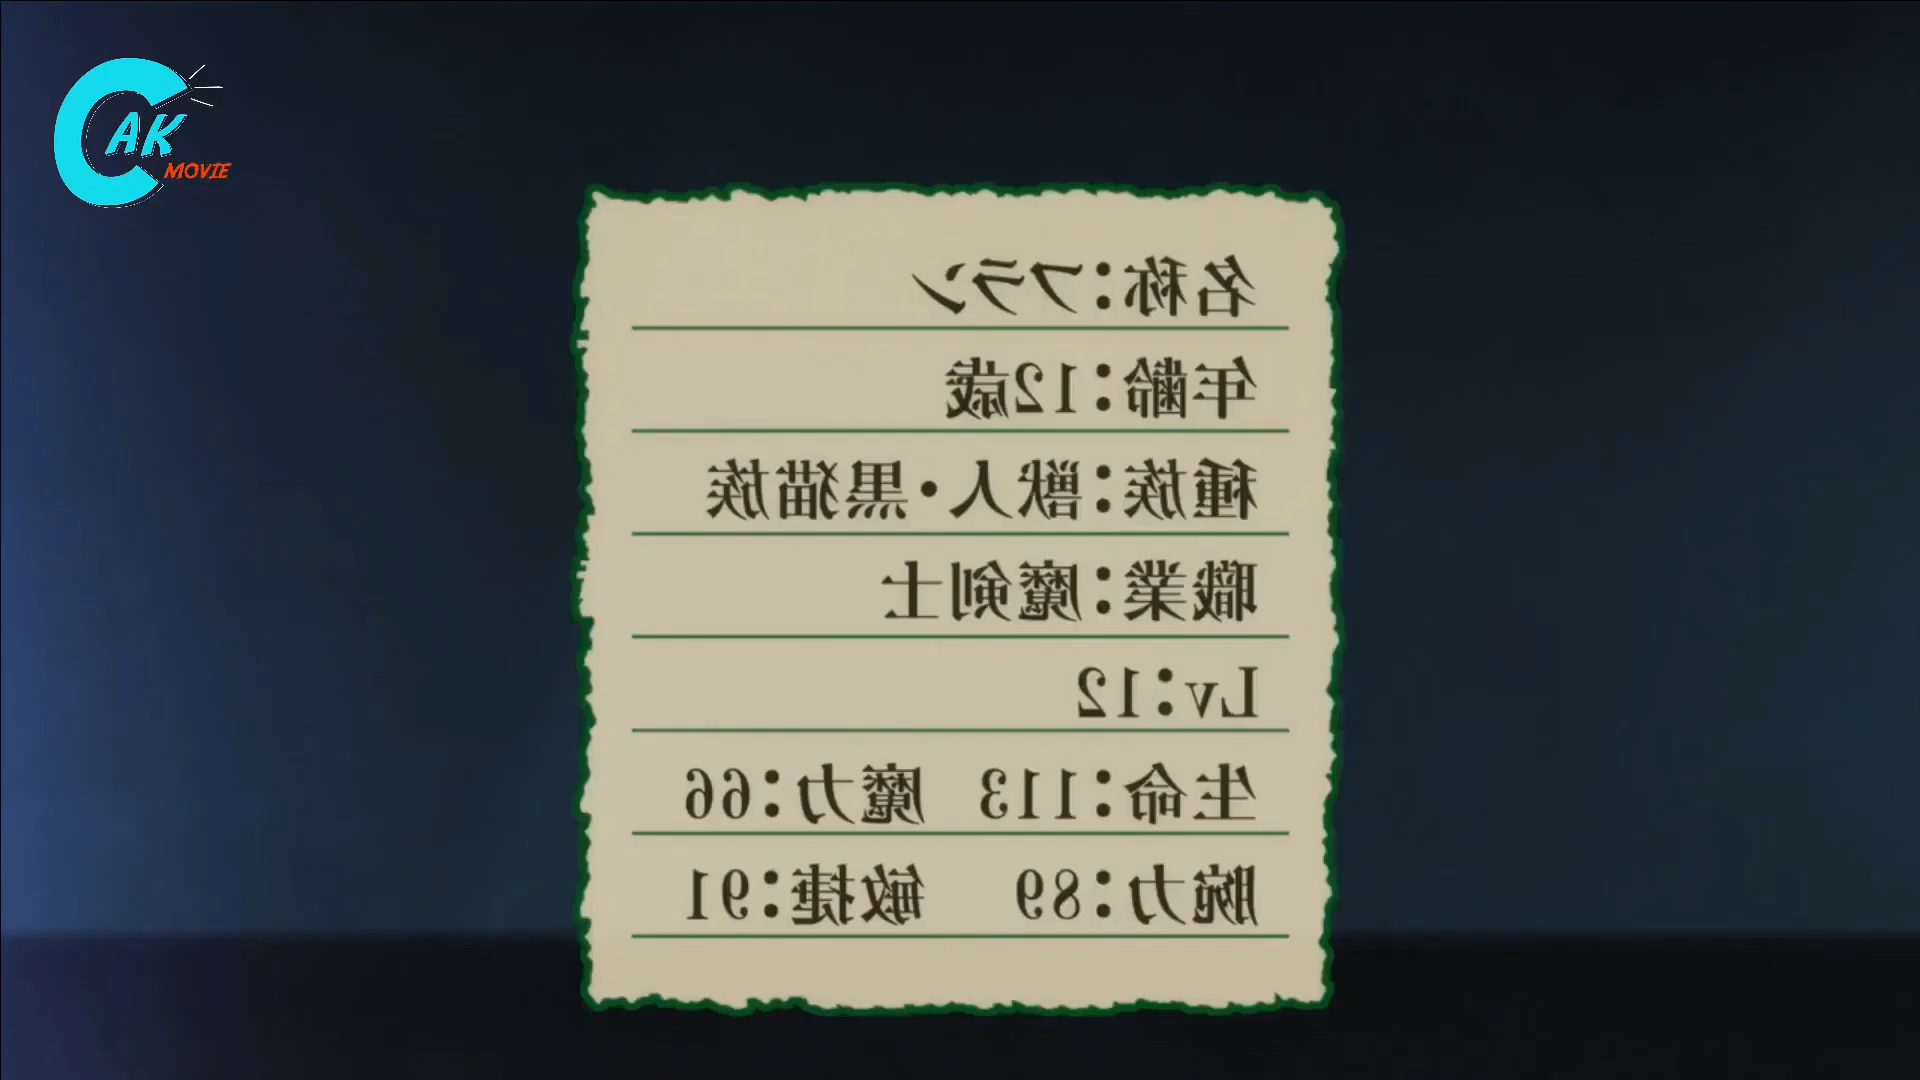 CAK
MOVIE
名称：フラン
年齢：12歳
種族：獣人・黒猫族
職業：魔剣士
Lv：12
生命：113 魔力：66
腕力：89 敏捷：91